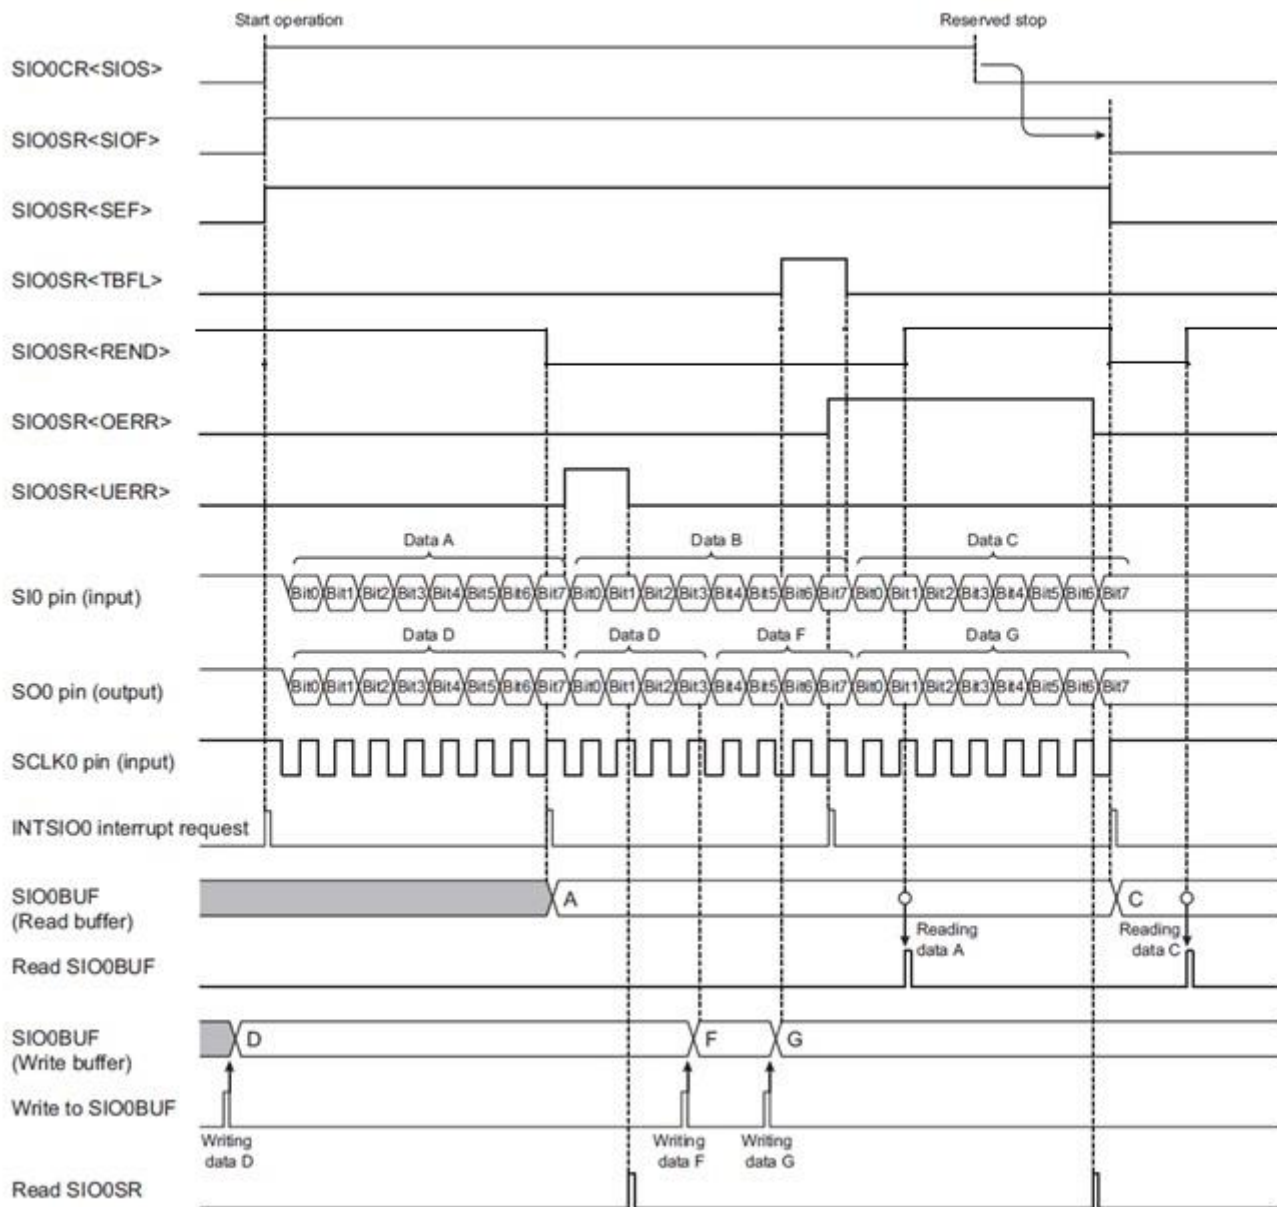 Start operation
Reserved stop
SIO0CR<SIOS>
SIO0SR<SIOF>
SIO0SR<SEF>
SIO0SR<TBFL>
SIO0SR<REND>
SIO0SR<OERR>
SIO0SR<UERR>
Data A Data B Data C
SI0 pin (input)
Bit0 Bit1 Bit2 Bit3 Bit4 Bit5 Bit6 Bit7 Bit0 Bit1 Bit2 Bit3 Bit4 Bit5 Bit6 Bit7 Bit0 Bit1 Bit2 Bit3 Bit4 Bit5 Bit6 Bit7
Data D Data D Data F Data G
SO0 pin (output)
Bit0 Bit1 Bit2 Bit3 Bit4 Bit5 Bit6 Bit7 Bit0 Bit1 Bit2 Bit3 Bit4 Bit5 Bit6 Bit7 Bit0 Bit1 Bit2 Bit3 Bit4 Bit5 Bit6 Bit7
SCLK0 pin (input)
INTSIO0 interrupt request
SIO0BUF
(Read buffer)
A
C
Reading
data A
Reading
data C
Read SIO0BUF
SIO0BUF
(Write buffer)
D
F
G
Write to SIO0BUF
Writing
data D
Writing
data F
Writing
data G
Read SIO0SR